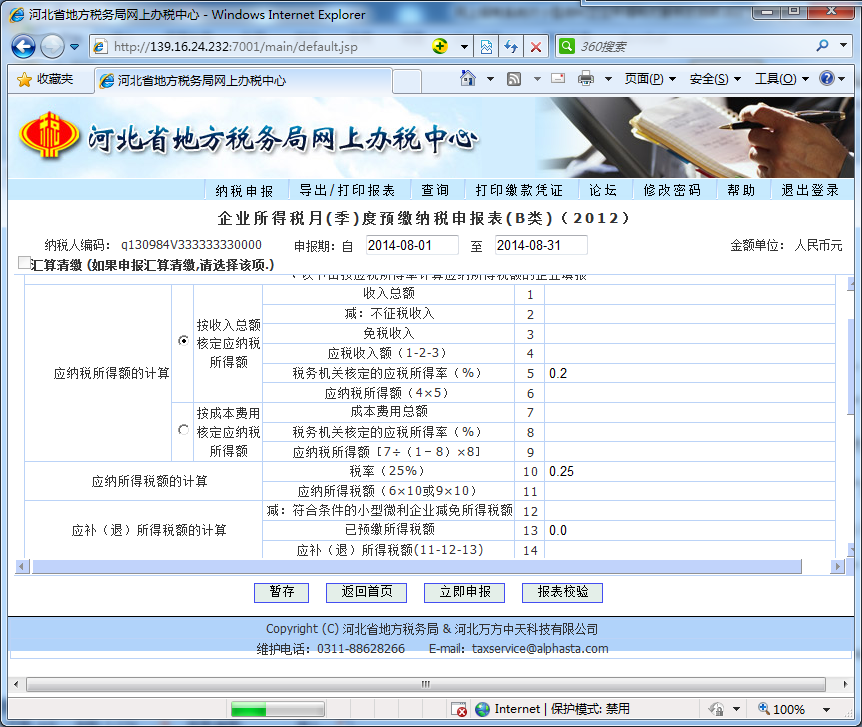 河北省地方税务局网上办税中心 - Windows Internet Explorer
http://139.16.24.232:7001/main/default.jsp
360搜索
收藏夹
河北省地方税务局网上办税中心
页面(P) 安全(S) 工具(O)
河北省地方税务局网上办税中心
纳税申报 导出/打印报表 查询 打印缴款凭证 论坛 修改密码 帮助 退出登录
企业所得税月(季)度预缴纳税申报表(B类)（2012）
纳税人编码： q130984V333333330000 申报期：自 2014-08-01 至 2014-08-31 金额单位： 人民币元
汇算清缴 (如果申报汇算清缴,请选择该项.)
应纳税所得额的计算
按收入总额核定应纳税所得额
收入总额 1
减：不征税收入 2
免税收入 3
应税收入额（1-2-3） 4
税务机关核定的应税所得率（%） 5 0.2
应纳税所得额（4×5） 6
按成本费用核定应纳税所得额
成本费用总额 7
税务机关核定的应税所得率（%） 8
应纳税所得额［7÷（1－8）×8］ 9
应纳所得税额的计算
税率（25%） 10 0.25
应纳所得税额（6×10或9×10） 11
应补（退）所得税额的计算
减：符合条件的小型微利企业减免所得税额 12
已预缴所得税额 13 0.0
应补（退）所得税额(11-12-13) 14
暂存 返回首页 立即申报 报表校验
Copyright (C) 河北省地方税务局 & 河北万方中天科技有限公司
维护电话：0311-88628266 E-mail：taxservice@alphasta.com
Internet | 保护模式: 禁用 100%